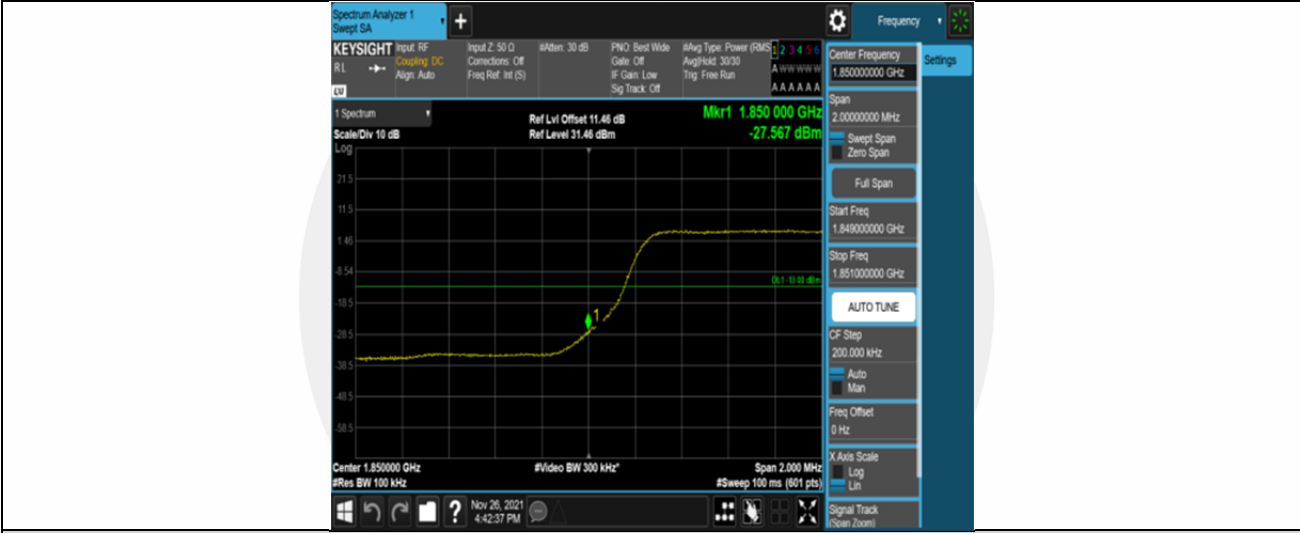 Spectrum Analyzer 1
Swept SA
+
Frequency
KEYSIGHT
RL
LXI
Input: RF
Coupling: DC
Align: Auto
Input Z: 50 Ω
Corrections: Off
Freq Ref: Int (S)
#Atten: 30 dB
PNO: Best Wide
Gate: Off
IF Gain: Low
Sig Track: Off
#Avg Type: Power (RMS
Avg|Hold: 30/30
Trig: Free Run
1 2 3 4 5 6
A W W W W W
A A A A A A
1 Spectrum
Scale/Div 10 dB
Log
Ref Lvl Offset 11.46 dB
Ref Level 31.46 dBm
Mkr1 1.850 000 GHz
-27.567 dBm
21.5
11.5
1.46
-8.54
-18.5
-28.5
-38.5
-48.5
-58.5
DL1 -13.00 dBm
1
Center 1.850000 GHz
#Res BW 100 kHz
#Video BW 300 kHz*
Span 2.000 MHz
#Sweep 100 ms (601 pts)
?
Nov 26, 2021
4:42:37 PM
Center Frequency
1.850000000 GHz
Settings
Span
2.00000000 MHz
Swept Span
Zero Span
Full Span
Start Freq
1.849000000 GHz
Stop Freq
1.851000000 GHz
AUTO TUNE
CF Step
200.000 kHz
Auto
Man
Freq Offset
0 Hz
X Axis Scale
Log
Lin
Signal Track
(Span Zoom)